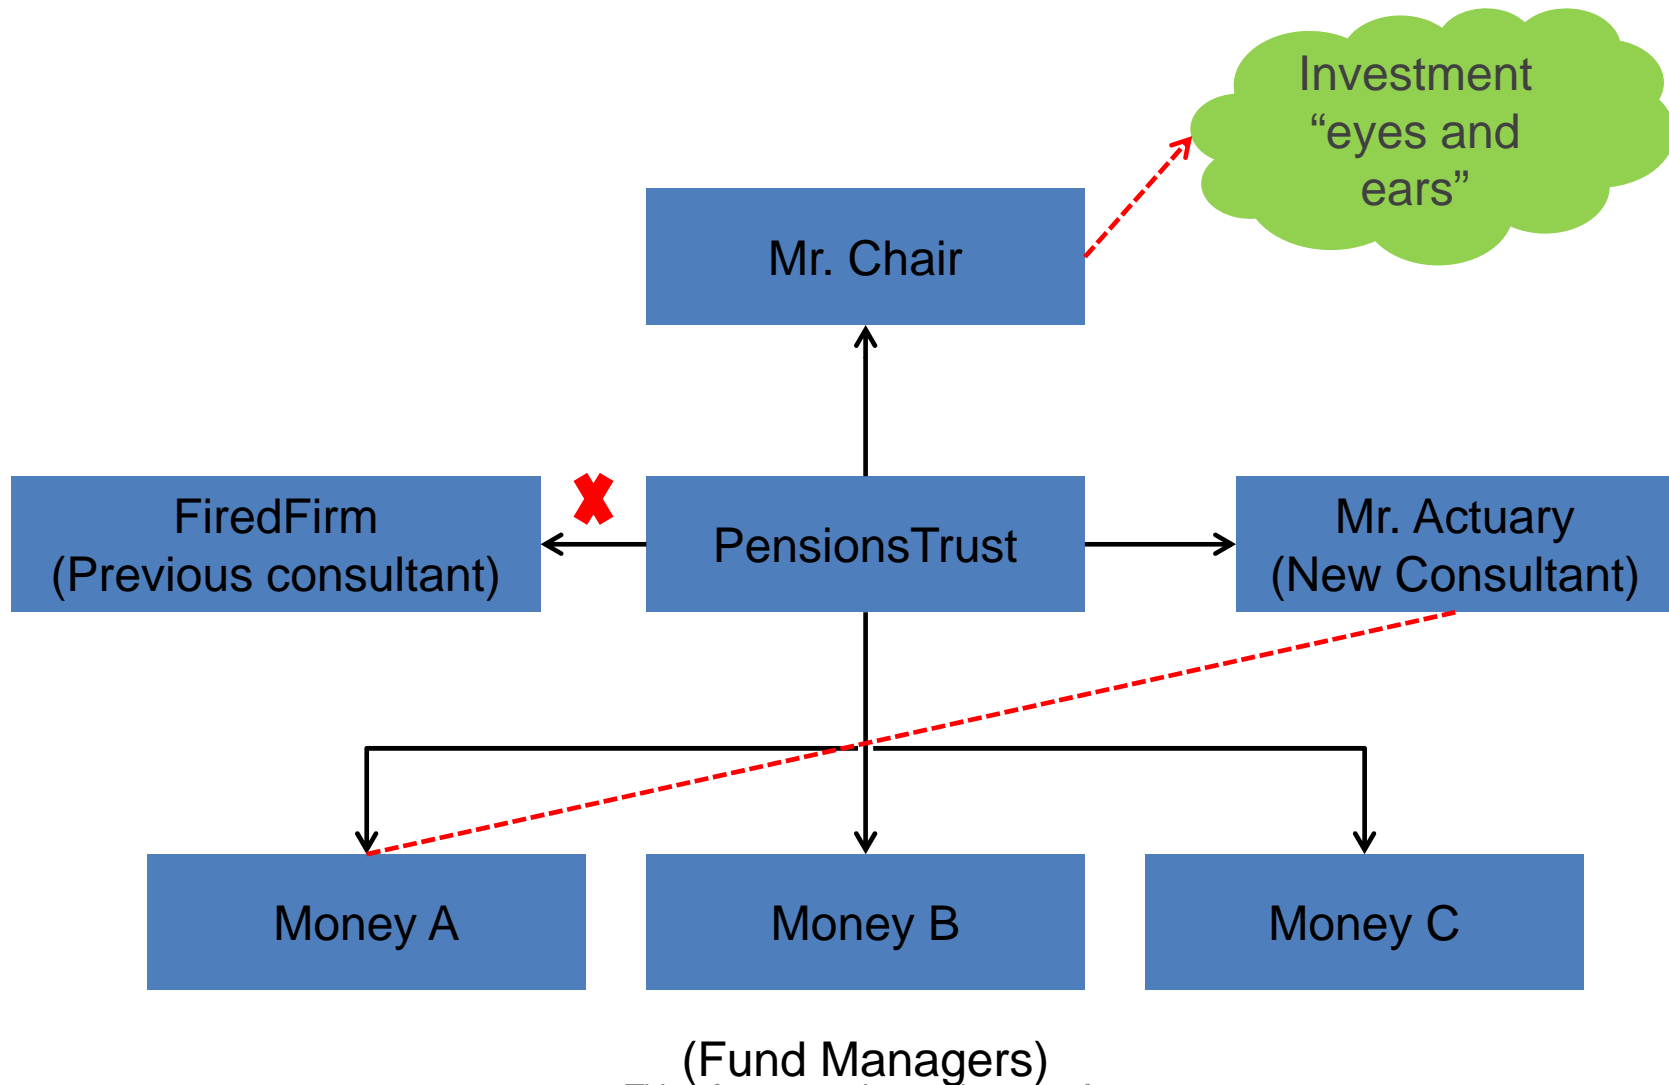 Investment
“eyes and
ears”
Mr. Chair
FiredFirm
(Previous consultant)
PensionsTrust
Mr. Actuary
(New Consultant)
Money A
Money B
Money C
(Fund Managers)